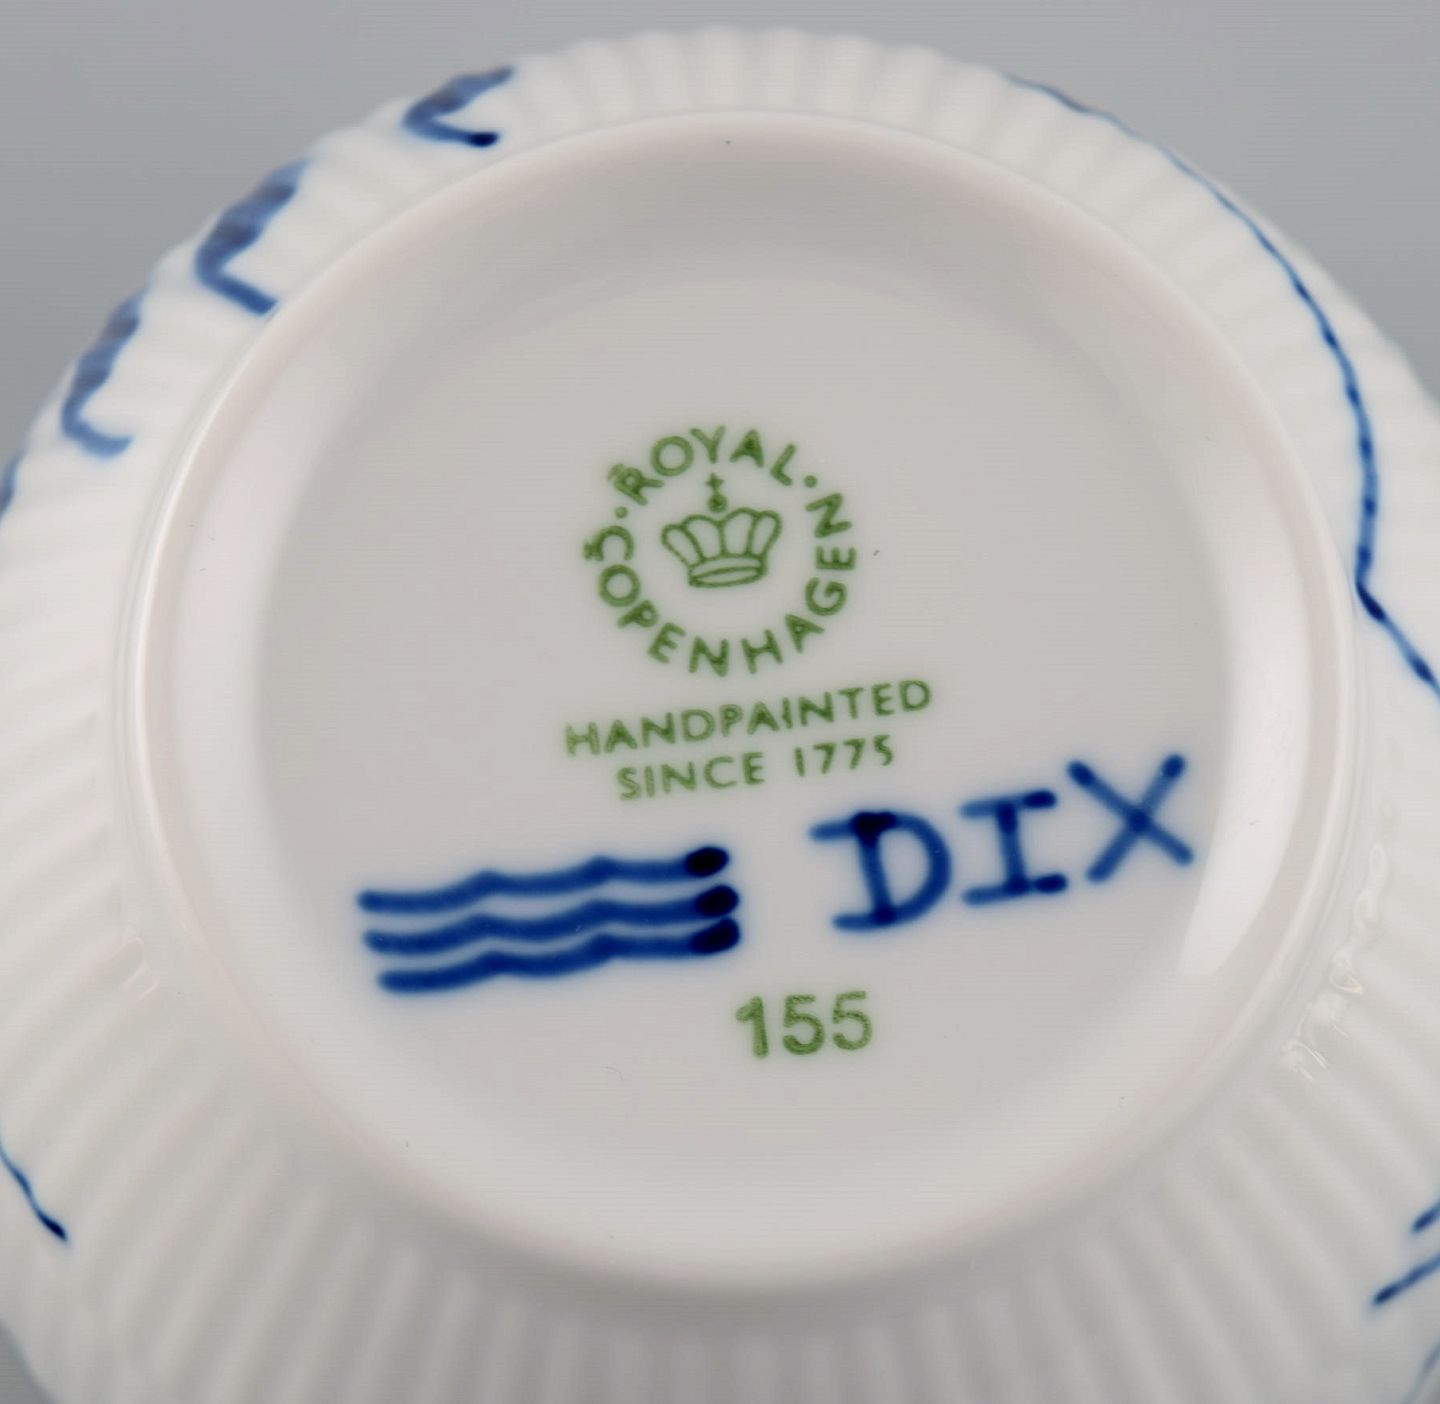 ROYAL · COPENHAGEN ·
HANDPAINTED
SINCE 1775
DIX
155